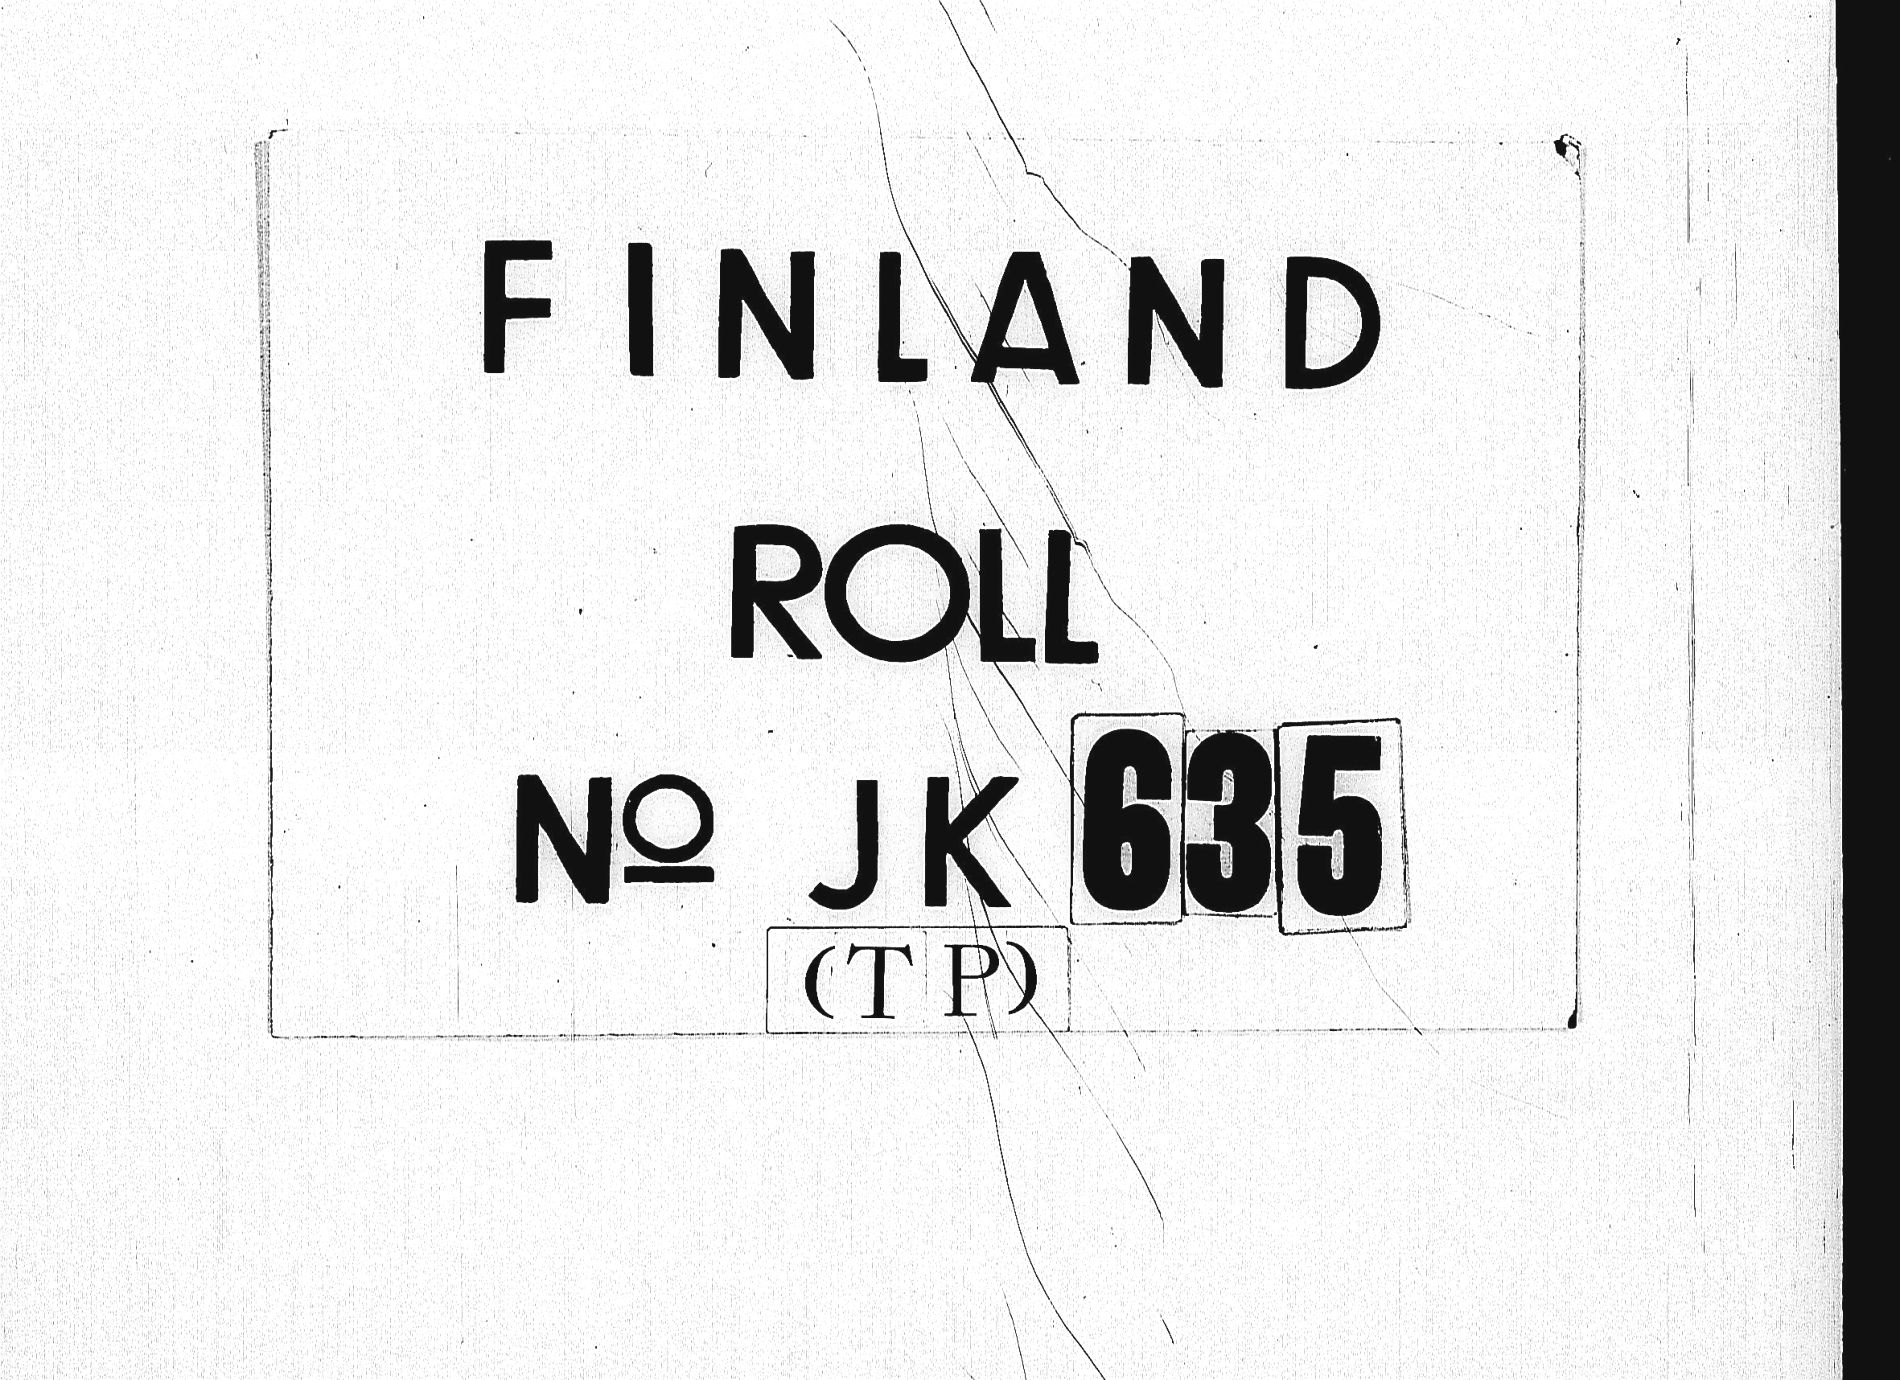 FINLAND
ROLL
Nº JK 635
(TP)